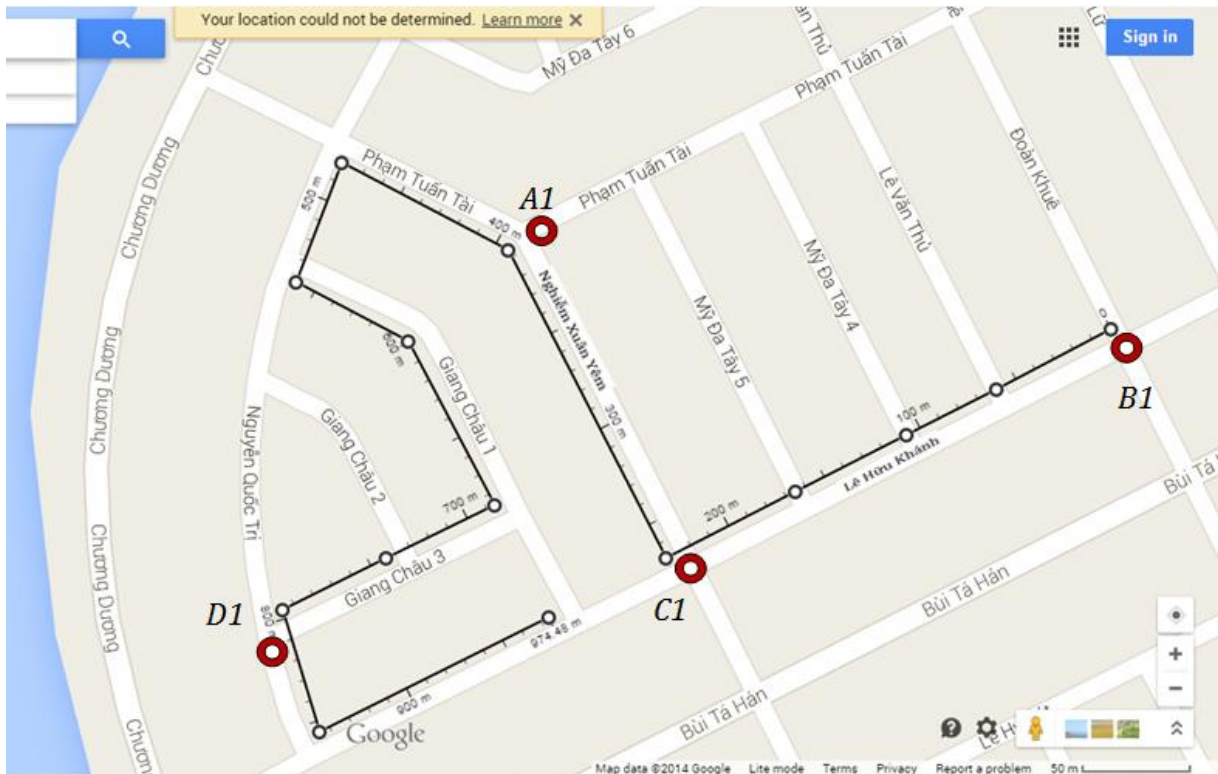 Your location could not be determined. Learn more ×
Sign in
Mỹ Đa Tây 6
Phạm Tuấn Tài
Chương Dương
Phạm Tuấn Tài
Phạm Tuấn Tài
Đoàn Khuê
Lê Văn Thủ
A1
400 m
500 m
Nghiêm Xuân Yêm
Mỹ Đa Tây 4
Mỹ Đa Tây 5
0
B1
Chương Dương
600 m
Giang Châu 1
300 m
100 m
Lê Hữu Khánh
Nguyễn Quốc Trị
Giang Châu 2
700 m
200 m
Bùi Tá Hán
Chương Dương
Giang Châu 3
C1
D1
800 m
974.48 m
900 m
Bùi Tá Hán
Google
Map data ©2014 Google
Lite mode
Terms
Privacy
Report a problem
50 m